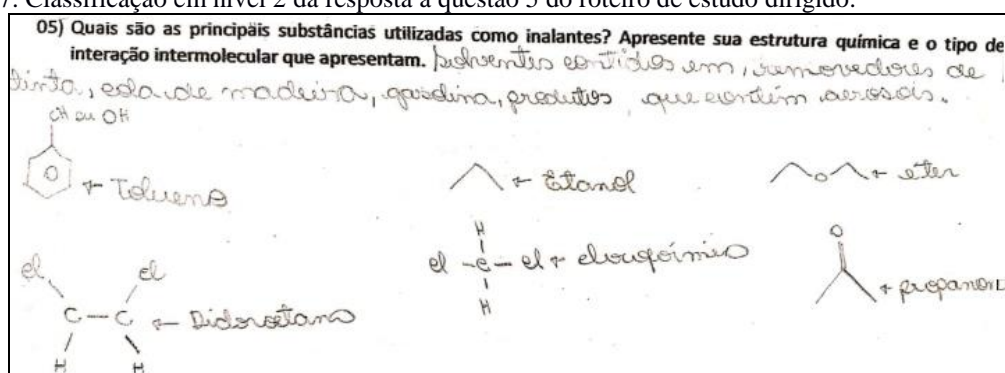 7. Classificação em nível 2 da resposta à questão 5 do roteiro de estudo dirigido.
05) Quais são as principais substâncias utilizadas como inalantes? Apresente sua estrutura química e o tipo de
interação intermolecular que apresentam. solventes contidos em, removedores de
tinta, cola de madeira, gasolina, produtos que contém aerosois.
CH ou OH
O
← Tolueno
← Etanol
O
← eter
cl cl
C — C
H H
← Dicloroetano
H
cl - c - cl
H
← clorofórmio
O
← propanon